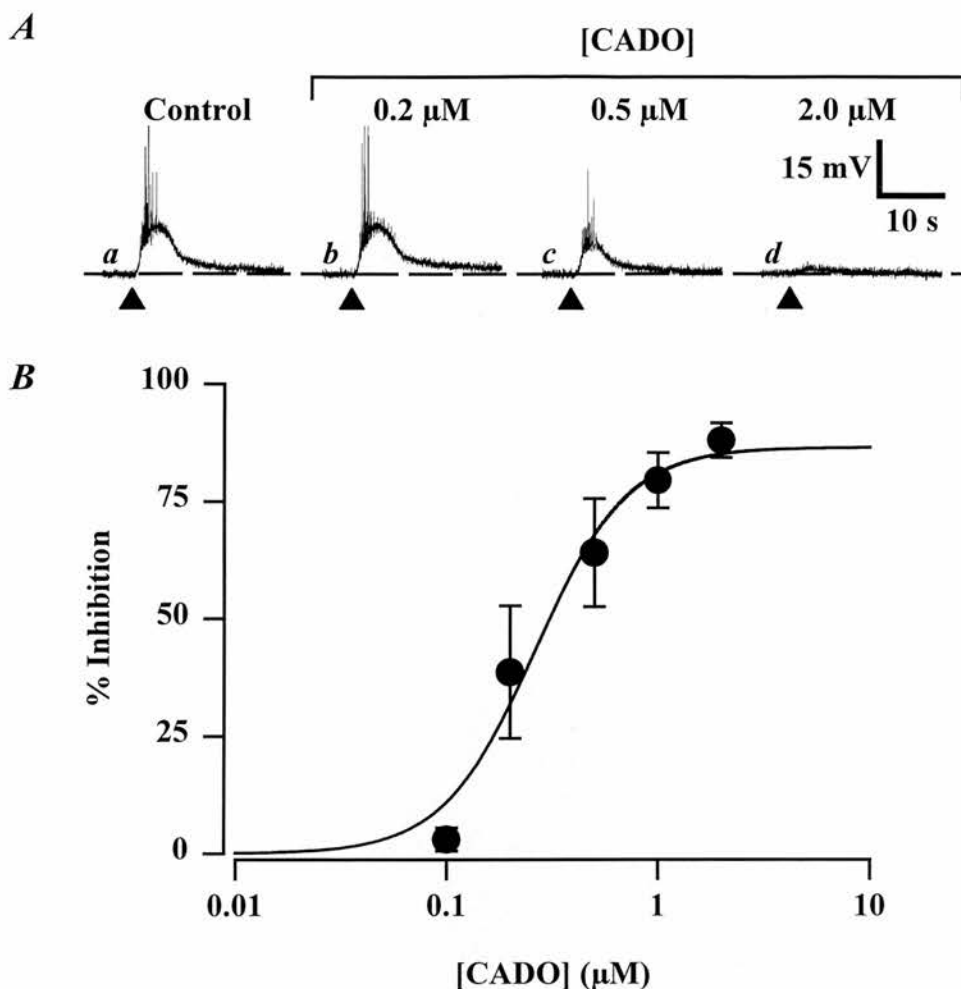 A
[CADO]
Control 0.2 µM 0.5 µM 2.0 µM
15 mV
10 s
a b c d
B
100
75
50
25
0
% Inhibition
0.01 0.1 1 10
[CADO] (µM)